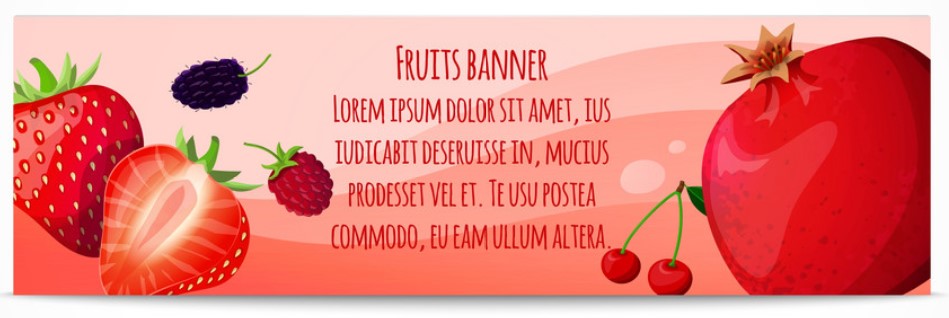 Fruits banner
Lorem ipsum dolor sit amet, ius
iudicabit deseruisse in, mucius
prodesset vel et. Te usu postea
commodo, eu eam ullum altera.